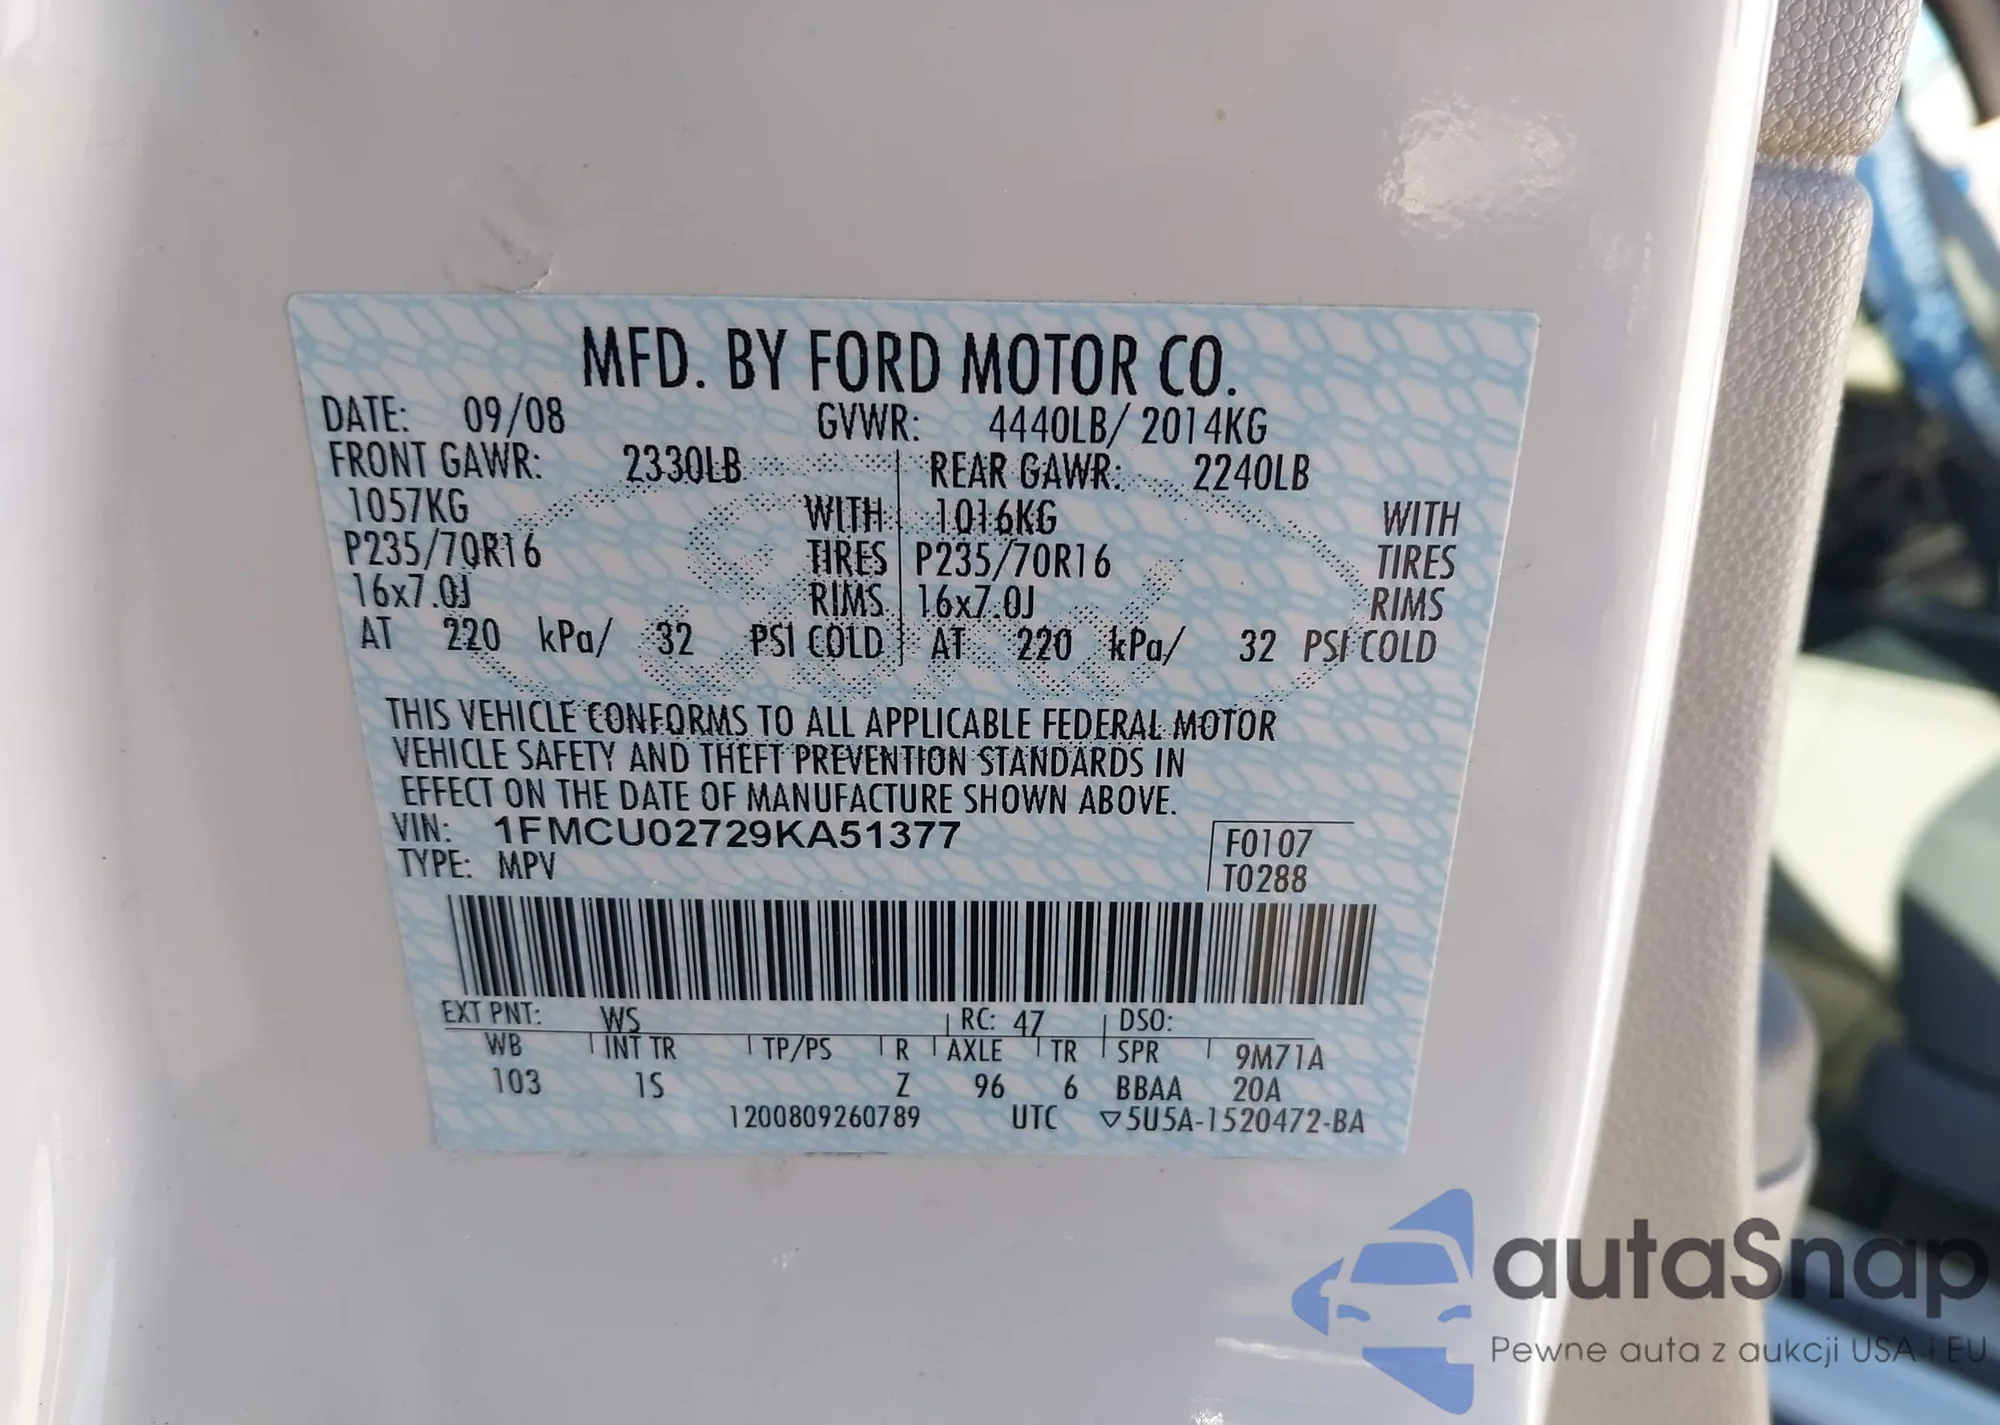 MFD. BY FORD MOTOR CO.
DATE: 09/08 GVWR: 4440LB/ 2014KG
FRONT GAWR: 2330LB REAR GAWR: 2240LB
1057KG WITH 1016KG WITH
P235/70R16 TIRES P235/70R16 TIRES
16x7.0J RIMS 16x7.0J RIMS
AT 220 kPa/ 32 PSI COLD AT 220 kPa/ 32 PSI COLD
THIS VEHICLE CONFORMS TO ALL APPLICABLE FEDERAL MOTOR
VEHICLE SAFETY AND THEFT PREVENTION STANDARDS IN
EFFECT ON THE DATE OF MANUFACTURE SHOWN ABOVE.
VIN: 1FMCU02729KA51377 F0107
TYPE: MPV T0288
EXT PNT: WS RC: 47 DSO:
WB INT TR TP/PS R AXLE TR SPR 9M71A
103 1S Z 96 6 BBAA 20A
1200809260789 UTC ▽5U5A-1520472-BA
autaSnap
Pewne auta z aukcji USA i EU